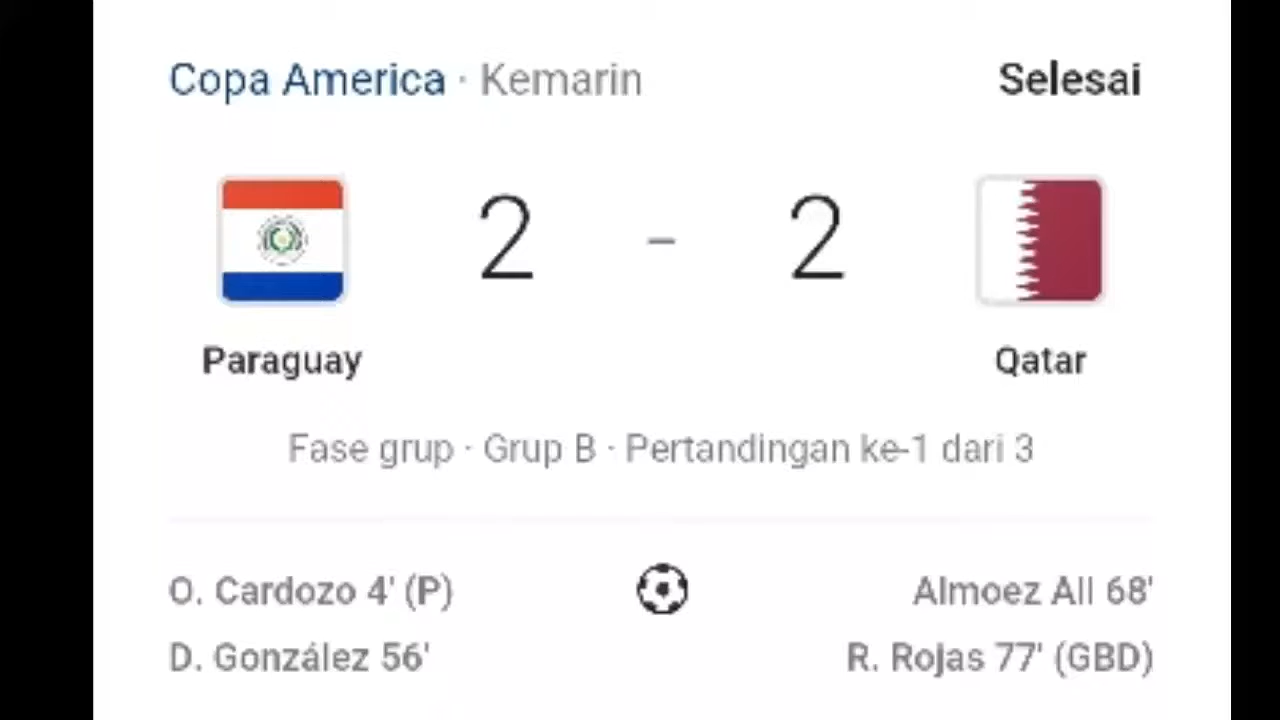 Copa America · Kemarin Selesai
2 - 2
Paraguay Qatar
Fase grup · Grup B · Pertandingan ke-1 dari 3
O. Cardozo 4' (P) Almoez Ali 68'
D. González 56' R. Rojas 77' (GBD)